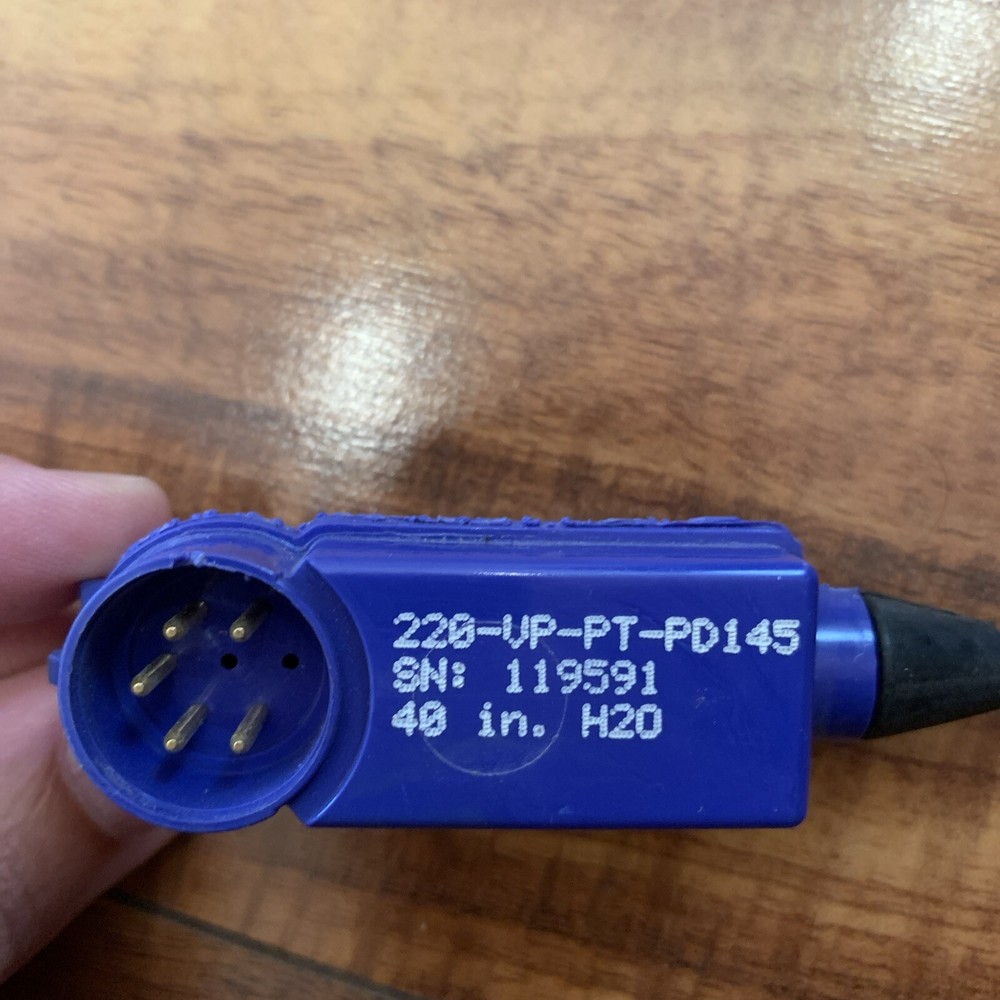 220-VP-PT-PD145
SN: 119591
40 in. H2O